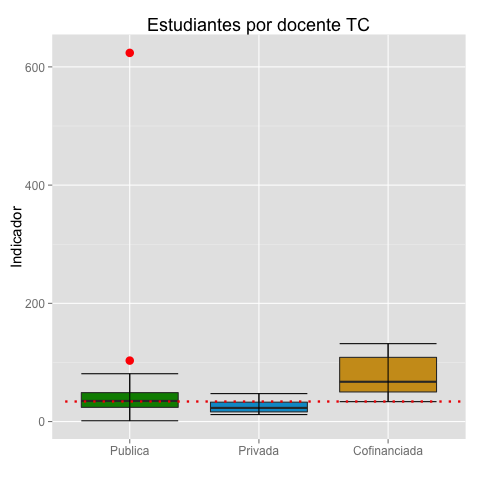 Estudiantes por docente TC
Indicador
600
400
200
0
Publica
Privada
Cofinanciada